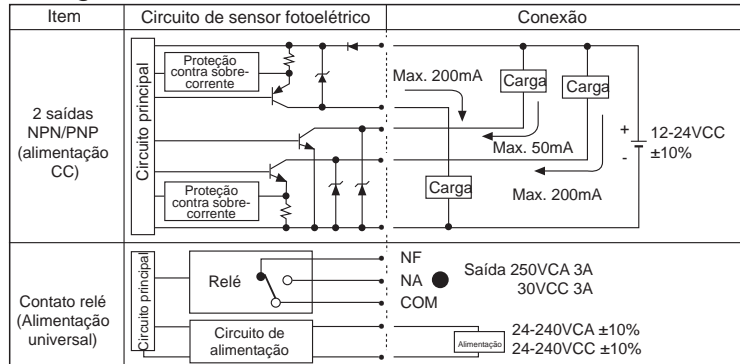 Item
Circuito de sensor fotoelétrico
Conexão
2 saídas
NPN/PNP
(alimentação
CC)
Circuito principal
Proteção
contra sobre-
corrente
Proteção
contra sobre-
corrente
Max. 200mA
Carga
Carga
Max. 50mA
Carga
Max. 200mA
+
-
12-24VCC
±10%
Contato relé
(Alimentação
universal)
Circuito principal
Relé
NF
NA
COM
Saída 250VCA 3A
30VCC 3A
Circuito de
alimentação
Alimentação
24-240VCA ±10%
24-240VCC ±10%